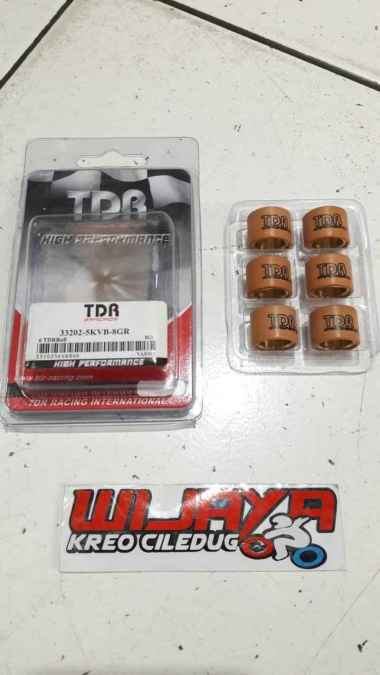 TDR
HIGH PERFORMANCE
TDR
33202-5KVB-8GR
HIGH PERFORMANCE
TDR RACING INTERNATIONAL
TDR
TDR
TDR
TDR
TDR
TDR
WIJAYA
KREO CILEDUG